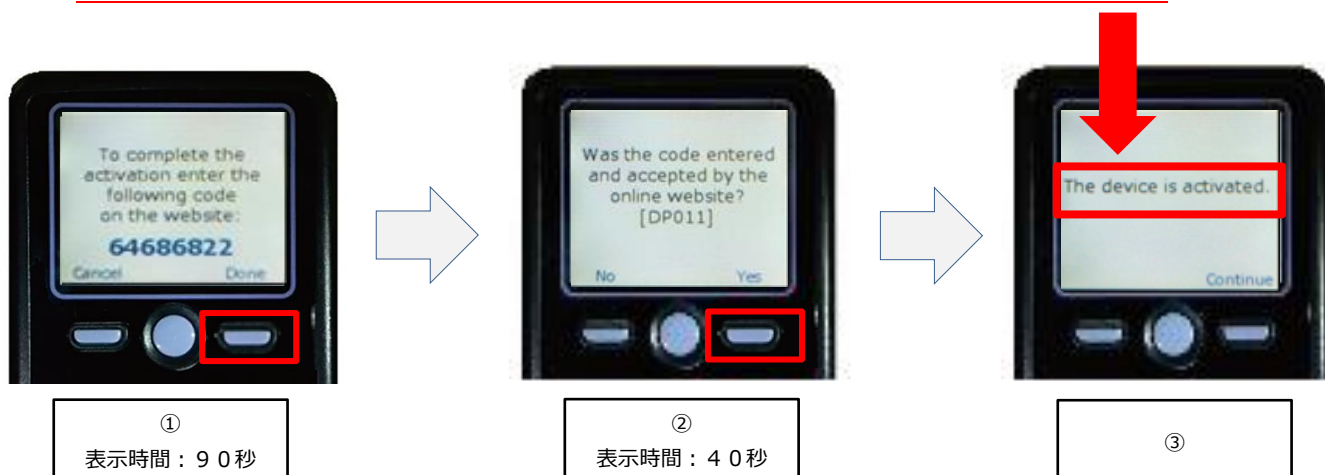 To complete the
activation enter the
following code
on the website:
64686822
Cancel Done
Was the code entered
and accepted by the
online website?
[DP011]
No Yes
The device is activated.
Continue
①
表示時間：９０秒
②
表示時間：４０秒
③